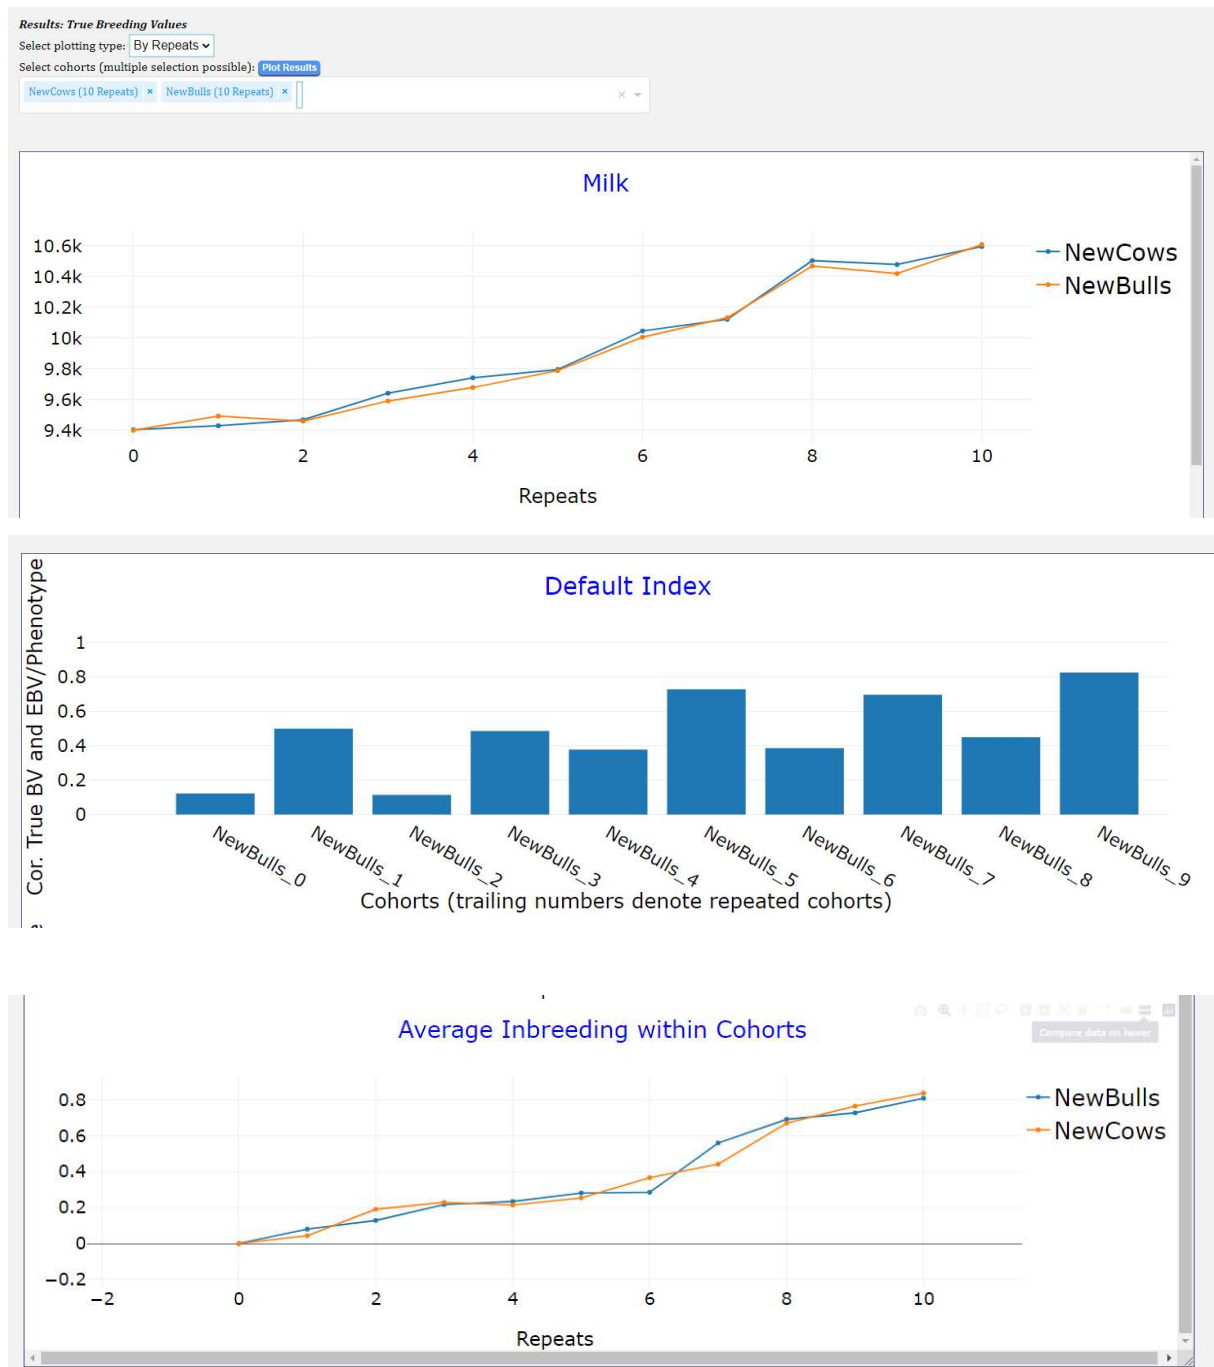 Results: True Breeding Values
Select plotting type: By Repeats
Select cohorts (multiple selection possible): Plot Results
NewCows (10 Repeats) × NewBulls (10 Repeats) ×
Milk
10.6k
10.4k
10.2k
10k
9.8k
9.6k
9.4k
0 2 4 6 8 10
Repeats
NewCows
NewBulls
Default Index
Cor. True BV and EBV/Phenotype
1
0.8
0.6
0.4
0.2
0
NewBulls_0 NewBulls_1 NewBulls_2 NewBulls_3 NewBulls_4 NewBulls_5 NewBulls_6 NewBulls_7 NewBulls_8 NewBulls_9
Cohorts (trailing numbers denote repeated cohorts)
Average Inbreeding within Cohorts
Compare data on hover
0.8
0.6
0.4
0.2
0
−0.2
−2 0 2 4 6 8 10
Repeats
NewBulls
NewCows